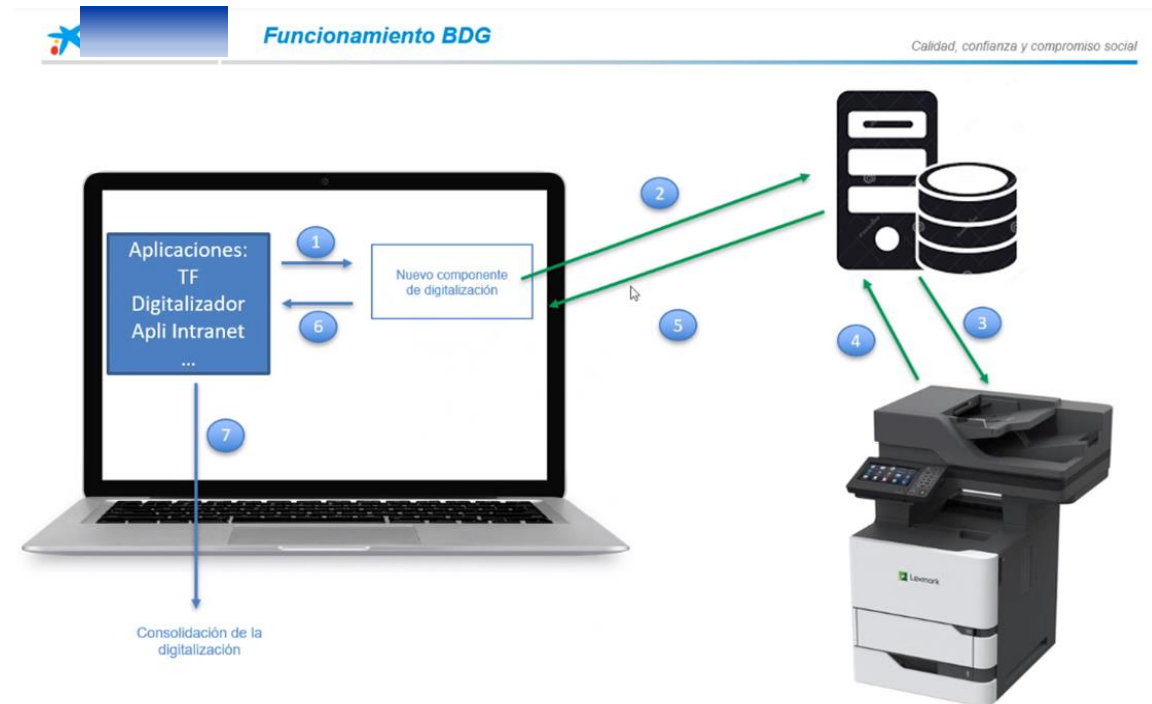 Funcionamiento BDG
Calidad, confianza y compromiso social
2
Aplicaciones:
TF
Digitalizador
Apli Intranet
...
1
Nuevo componente
de digitalización
6
5
3
4
7
Lexmark
Consolidación de la
digitalización